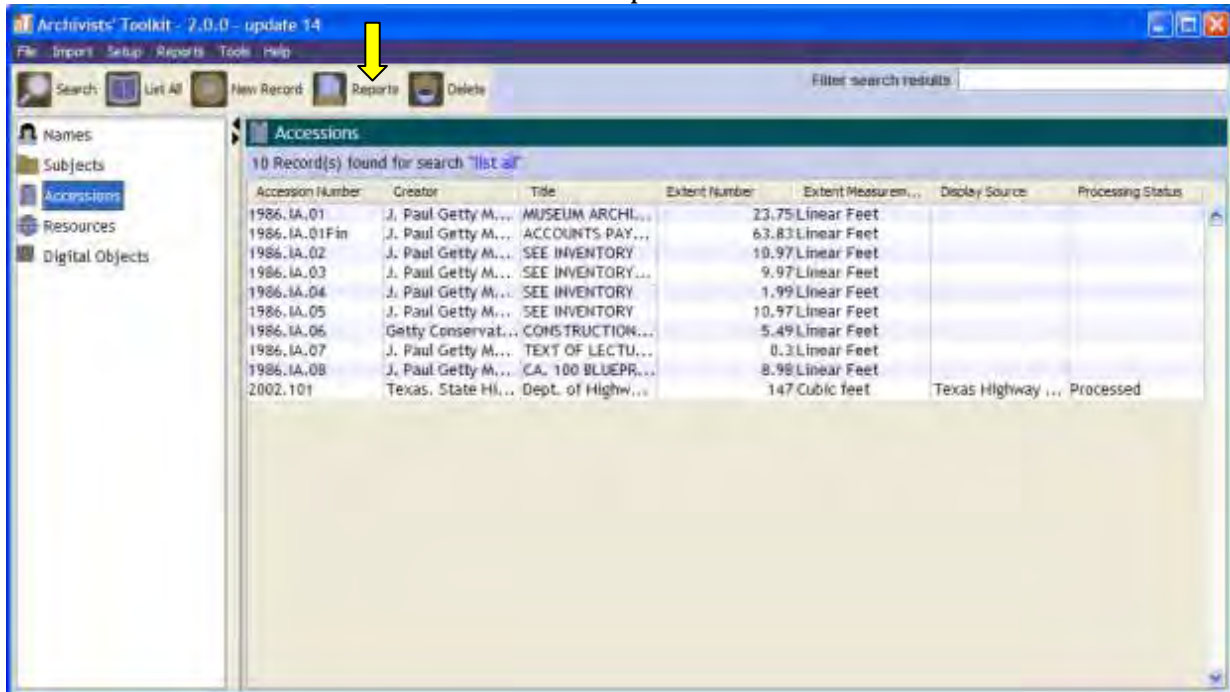 Archivists' Toolkit - 2.0.0 - update 14
File Import Setup Reports Tools Help
Search List All New Record Reports Delete Filter search results
Names
Subjects
Accessions
Resources
Digital Objects
Accessions
10 Record(s) found for search "list all"
Accession Number Creator Title Extent Number Extent Measurem... Display Source Processing Status
1986.IA.01 J. Paul Getty M... MUSEUM ARCHI... 23.75 Linear Feet
1986.IA.01Fin J. Paul Getty M... ACCOUNTS PAY... 63.83 Linear Feet
1986.IA.02 J. Paul Getty M... SEE INVENTORY 10.97 Linear Feet
1986.IA.03 J. Paul Getty M... SEE INVENTORY... 9.97 Linear Feet
1986.IA.04 J. Paul Getty M... SEE INVENTORY 1.99 Linear Feet
1986.IA.05 J. Paul Getty M... SEE INVENTORY 10.97 Linear Feet
1986.IA.06 Getty Conservat... CONSTRUCTION... 5.49 Linear Feet
1986.IA.07 J. Paul Getty M... TEXT OF LECTU... 0.3 Linear Feet
1986.IA.08 J. Paul Getty M... CA. 100 BLUEPR... 8.98 Linear Feet
2002.101 Texas. State Hi... Dept. of Highw... 147 Cubic feet Texas Highway ... Processed